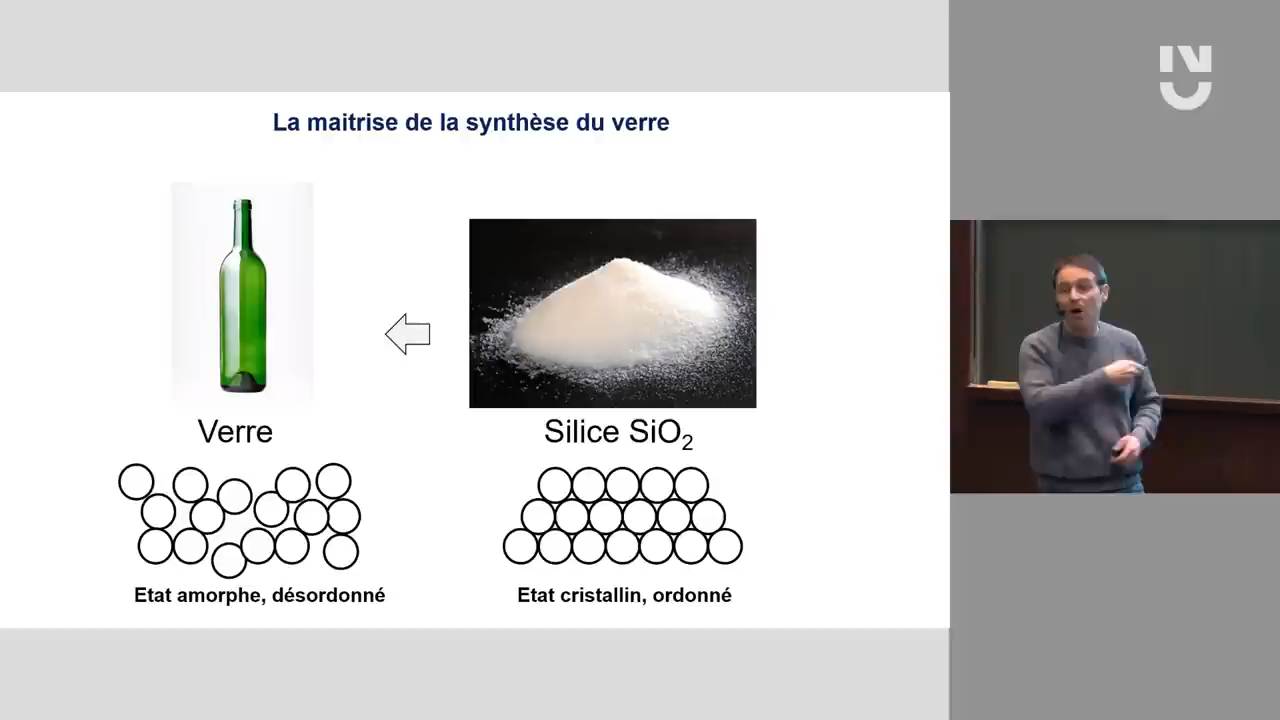 La maitrise de la synthèse du verre
Verre
Silice SiO₂
Etat amorphe, désordonné
Etat cristallin, ordonné